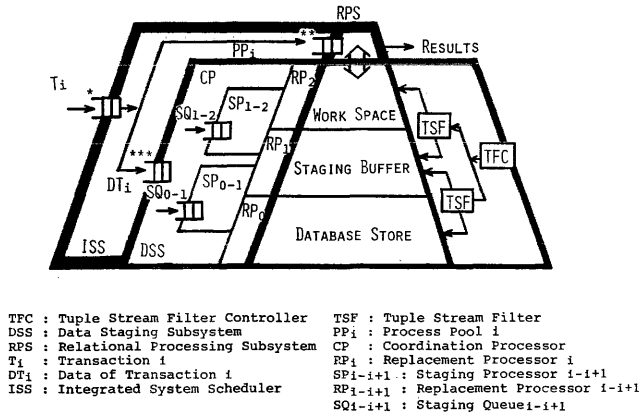 RPS
** 
PPi
RESULTS
CP
RP2
Ti
*
SP1-2
SQ1-2
WORK SPACE
TSF
RP1
TFC
***
STAGING BUFFER
DTi
SP0-1
SQ0-1
RP0
TSF
DATABASE STORE
ISS
DSS
TFC : Tuple Stream Filter Controller
DSS : Data Staging Subsystem
RPS : Relational Processing Subsystem
Ti : Transaction i
DTi : Data of Transaction i
ISS : Integrated System Scheduler
TSF : Tuple Stream Filter
PPi : Process Pool i
CP : Coordination Processor
RPi : Replacement Processor i
SPi-i+1 : Staging Processor i-i+1
RPi-i+1 : Replacement Processor i-i+1
SQi-i+1 : Staging Queuei-i+1